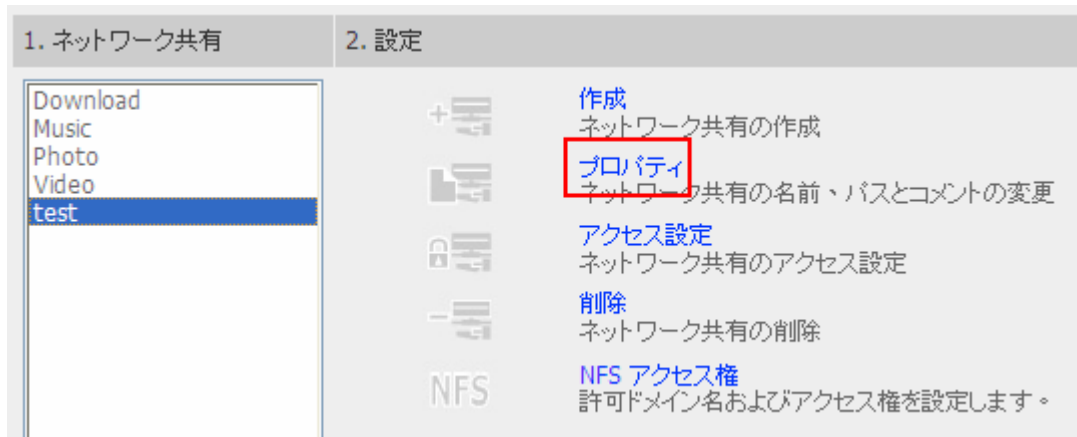 1. ネットワーク共有
2. 設定
Download
Music
Photo
Video
test
作成
ネットワーク共有の作成
プロパティ
ネットワーク共有の名前、パスとコメントの変更
アクセス設定
ネットワーク共有のアクセス設定
削除
ネットワーク共有の削除
NFS
NFS アクセス権
許可ドメイン名およびアクセス権を設定します。